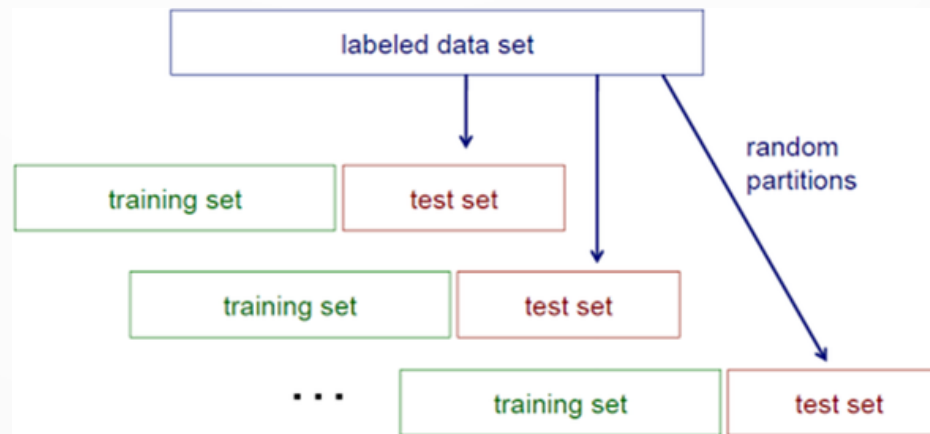 labeled data set
random
partitions
training set
test set
training set
test set
...
training set
test set